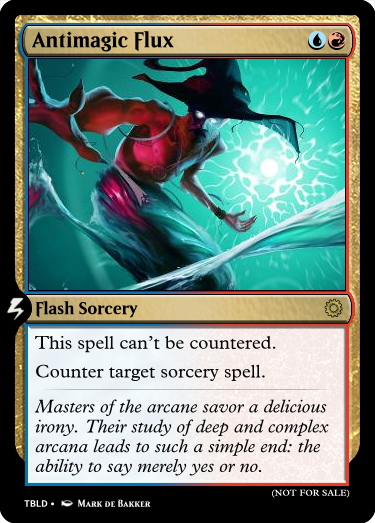 Antimagic Flux
Flash Sorcery
This spell can't be countered.
Counter target sorcery spell.
Masters of the arcane savor a delicious
irony. Their study of deep and complex
arcana leads to such a simple end: the
ability to say merely yes or no.
(NOT FOR SALE)
TBLD • Mark de Bakker